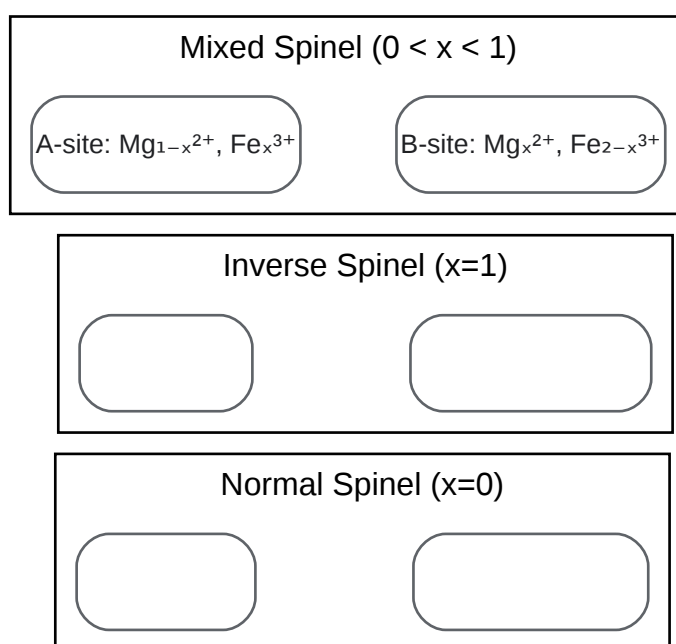 Mixed Spinel (0 < x < 1)
A-site: Mg₁₋ₓ²⁺, Feₓ³⁺
B-site: Mgₓ²⁺, Fe₂₋ₓ³⁺
Inverse Spinel (x=1)
Normal Spinel (x=0)